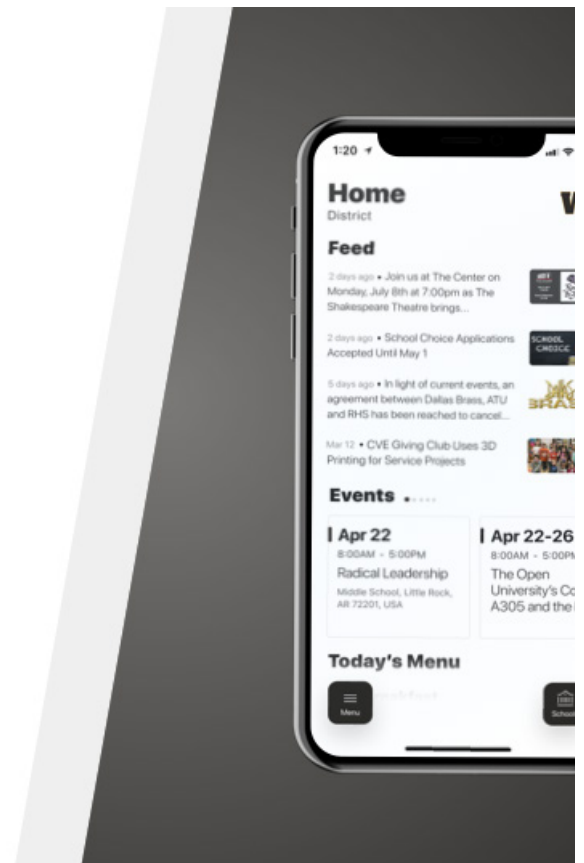 1:20
Home
District
Feed
2 days ago • Join us at The Center on
Monday, July 8th at 7:00pm as The
Shakespeare Theatre brings...
2 days ago • School Choice Applications
Accepted Until May 1
SCHOOL
CHOICE
5 days ago • In light of current events, an
agreement between Dallas Brass, ATU
and RHS has been reached to cancel...
BRASS
Mar 12 • CVE Giving Club Uses 3D
Printing for Service Projects
Events
Apr 22
8:00AM - 5:00PM
Radical Leadership
Middle School, Little Rock,
AR 72201, USA
Apr 22-26
8:00AM - 5:00PM
The Open
University's Co
A305 and the
Today's Menu
Menu
School